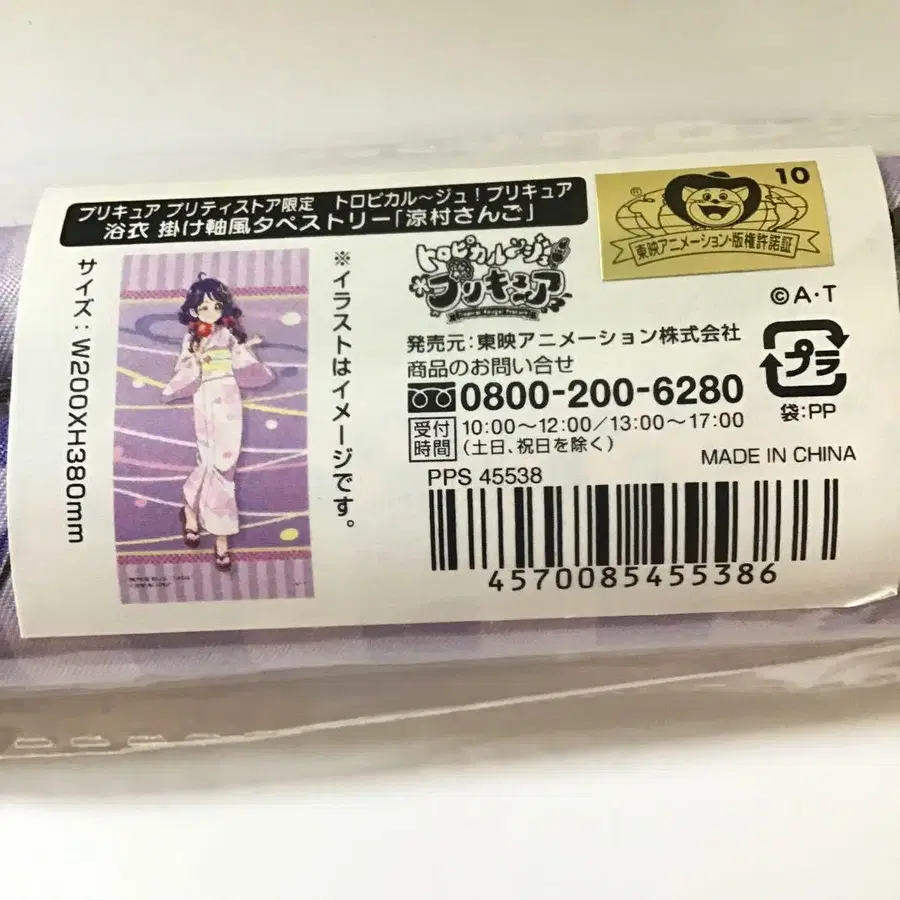 プリキュア プリティストア限定　トロピカル〜ジュ！プリキュア
浴衣 掛け軸風タペストリー「涼村さんご」
サイズ：W200XH380mm
※イラストはイメージです。
トロピカル〜ジュ！
プリキュア
10
®
東映アニメーション・版権許諾証
©A・T
発売元：東映アニメーション株式会社
商品のお問い合せ
0800-200-6280
受付時間
10:00〜12:00/13:00〜17:00
(土日、祝日を除く)
プラ
袋:PP
MADE IN CHINA
PPS 45538
4570085455386